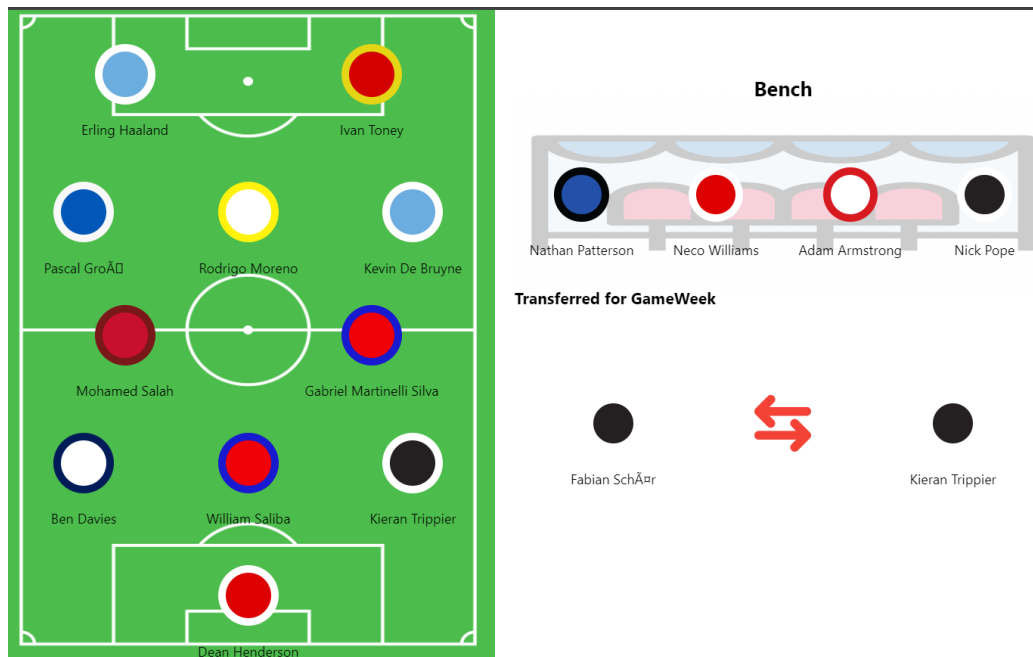 Erling Haaland
Ivan Toney
Pascal GroÃ
Rodrigo Moreno
Kevin De Bruyne
Mohamed Salah
Gabriel Martinelli Silva
Ben Davies
William Saliba
Kieran Trippier
Dean Henderson
Bench
Nathan Patterson
Neco Williams
Adam Armstrong
Nick Pope
Transferred for GameWeek
Fabian SchÃ¤r
Kieran Trippier